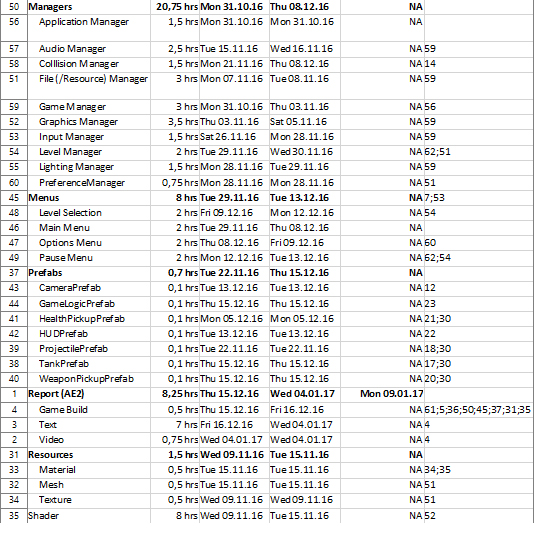 50 Managers 20,75 hrs Mon 31.10.16 Thu 08.12.16 NA
56 Application Manager 1,5 hrs Mon 31.10.16 Mon 31.10.16 NA
57 Audio Manager 2,5 hrs Tue 15.11.16 Wed 16.11.16 NA 59
58 Colllision Manager 1,5 hrs Mon 21.11.16 Thu 08.12.16 NA 14
51 File (/Resource) Manager 3 hrs Mon 07.11.16 Tue 08.11.16 NA 59
59 Game Manager 3 hrs Mon 31.10.16 Thu 03.11.16 NA 56
52 Graphics Manager 3,5 hrs Thu 03.11.16 Sat 05.11.16 NA 59
53 Input Manager 1,5 hrs Sat 26.11.16 Mon 28.11.16 NA 59
54 Level Manager 2 hrs Tue 29.11.16 Wed 30.11.16 NA 62;51
55 Lighting Manager 1,5 hrs Mon 28.11.16 Tue 29.11.16 NA 59
60 PreferenceManager 0,75 hrs Mon 28.11.16 Mon 28.11.16 NA 51
45 Menus 8 hrs Tue 29.11.16 Tue 13.12.16 NA 7;53
48 Level Selection 2 hrs Fri 09.12.16 Mon 12.12.16 NA 54
46 Main Menu 2 hrs Tue 29.11.16 Thu 08.12.16 NA
47 Options Menu 2 hrs Thu 08.12.16 Fri 09.12.16 NA 60
49 Pause Menu 2 hrs Mon 12.12.16 Tue 13.12.16 NA 62;54
37 Prefabs 0,7 hrs Tue 22.11.16 Thu 15.12.16 NA
43 CameraPrefab 0,1 hrs Tue 13.12.16 Tue 13.12.16 NA 12
44 GameLogicPrefab 0,1 hrs Thu 15.12.16 Thu 15.12.16 NA 23
41 HealthPickupPrefab 0,1 hrs Mon 05.12.16 Mon 05.12.16 NA 21;30
42 HUDPrefab 0,1 hrs Tue 13.12.16 Tue 13.12.16 NA 22
39 ProjectilePrefab 0,1 hrs Tue 22.11.16 Tue 22.11.16 NA 18;30
38 TankPrefab 0,1 hrs Thu 15.12.16 Thu 15.12.16 NA 17;30
40 WeaponPickupPrefab 0,1 hrs Thu 15.12.16 Thu 15.12.16 NA 20;30
1 Report (AE2) 8,25 hrs Thu 15.12.16 Wed 04.01.17 Mon 09.01.17
4 Game Build 0,5 hrs Thu 15.12.16 Fri 16.12.16 NA 61;5;36;50;45;37;31;35
3 Text 7 hrs Fri 16.12.16 Wed 04.01.17 NA 4
2 Video 0,75 hrs Wed 04.01.17 Wed 04.01.17 NA 4
31 Resources 1,5 hrs Wed 09.11.16 Tue 15.11.16 NA
33 Material 0,5 hrs Tue 15.11.16 Tue 15.11.16 NA 34;35
32 Mesh 0,5 hrs Tue 15.11.16 Tue 15.11.16 NA 51
34 Texture 0,5 hrs Wed 09.11.16 Wed 09.11.16 NA 51
35 Shader 8 hrs Wed 09.11.16 Tue 15.11.16 NA 52